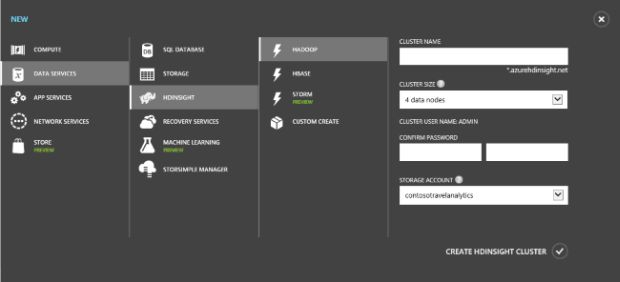 NEW
COMPUTE
DATA SERVICES
APP SERVICES
NETWORK SERVICES
STORE
PREVIEW
SQL DATABASE
STORAGE
HDINSIGHT
RECOVERY SERVICES
MACHINE LEARNING
PREVIEW
STORSIMPLE MANAGER
HADOOP
HBASE
STORM
PREVIEW
CUSTOM CREATE
CLUSTER NAME
*.azurehdinsight.net
CLUSTER SIZE ?
4 data nodes
CLUSTER USER NAME: ADMIN
CONFIRM PASSWORD
STORAGE ACCOUNT ?
contosotravelanalytics
CREATE HDINSIGHT CLUSTER